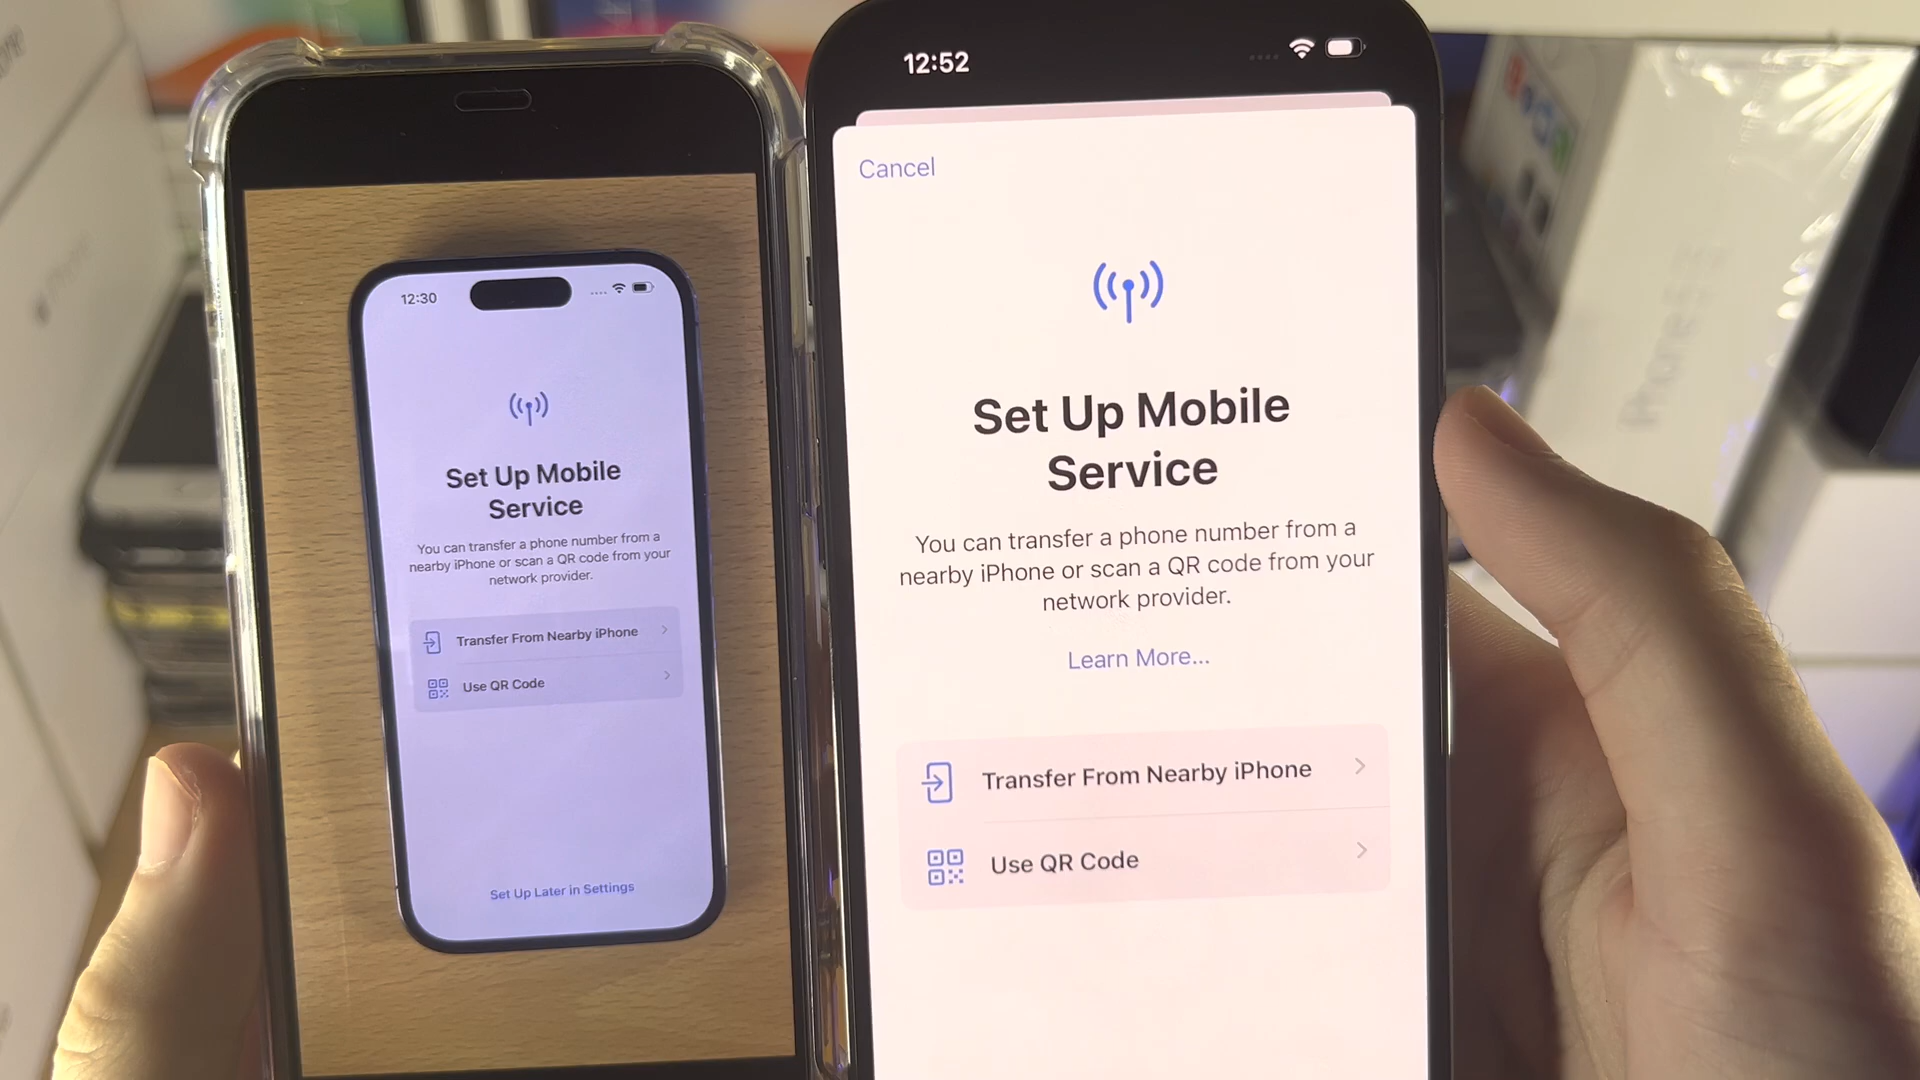 12:30
Set Up Mobile
Service
You can transfer a phone number from a
nearby iPhone or scan a QR code from your
network provider.
Transfer From Nearby iPhone
Use QR Code
Set Up Later in Settings
12:52
Cancel
Set Up Mobile
Service
You can transfer a phone number from a
nearby iPhone or scan a QR code from your
network provider.
Learn More...
Transfer From Nearby iPhone
Use QR Code